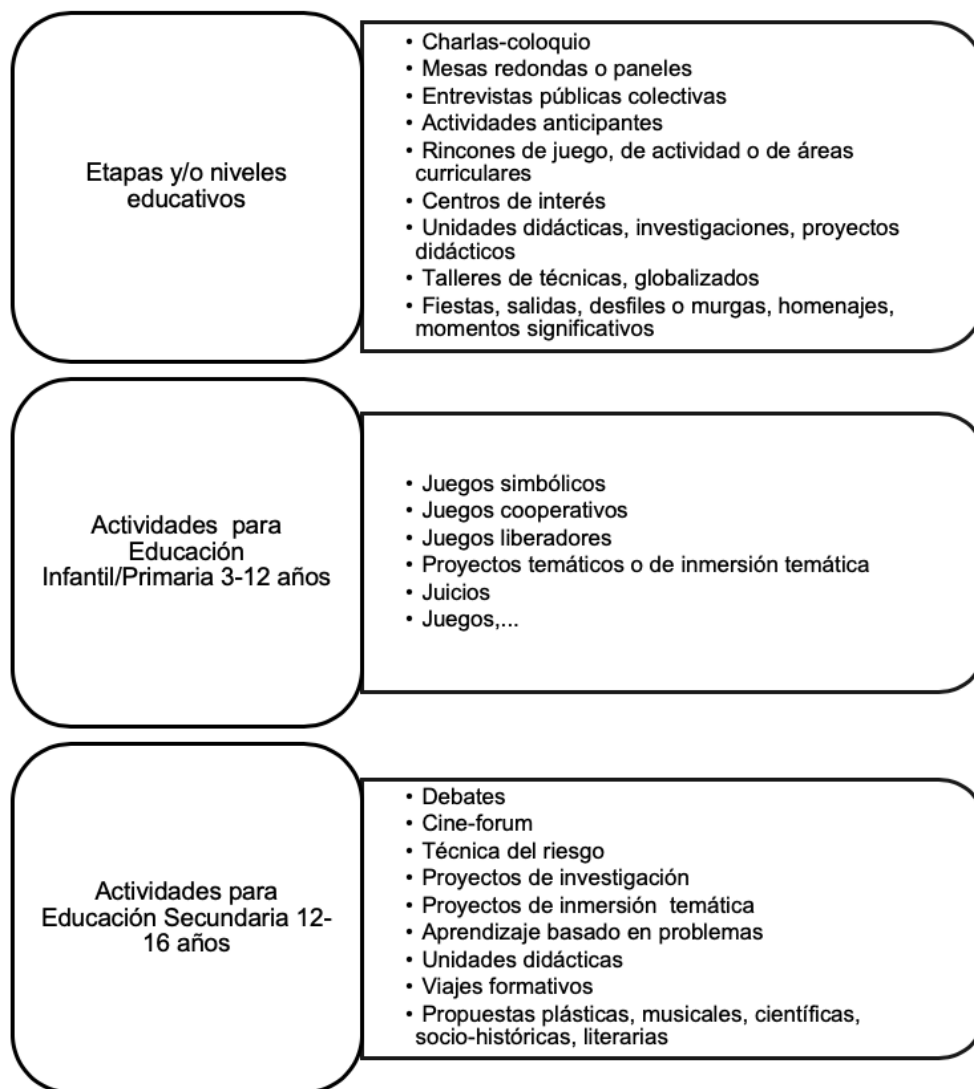 Etapas y/o niveles
educativos
• Charlas-coloquio
• Mesas redondas o paneles
• Entrevistas públicas colectivas
• Actividades anticipantes
• Rincones de juego, de actividad o de áreas
curriculares
• Centros de interés
• Unidades didácticas, investigaciones, proyectos
didácticos
• Talleres de técnicas, globalizados
• Fiestas, salidas, desfiles o murgas, homenajes,
momentos significativos
Actividades para
Educación
Infantil/Primaria 3-12 años
• Juegos simbólicos
• Juegos cooperativos
• Juegos liberadores
• Proyectos temáticos o de inmersión temática
• Juicios
• Juegos,...
Actividades para
Educación Secundaria 12-
16 años
• Debates
• Cine-forum
• Técnica del riesgo
• Proyectos de investigación
• Proyectos de inmersión temática
• Aprendizaje basado en problemas
• Unidades didácticas
• Viajes formativos
• Propuestas plásticas, musicales, científicas,
socio-históricas, literarias